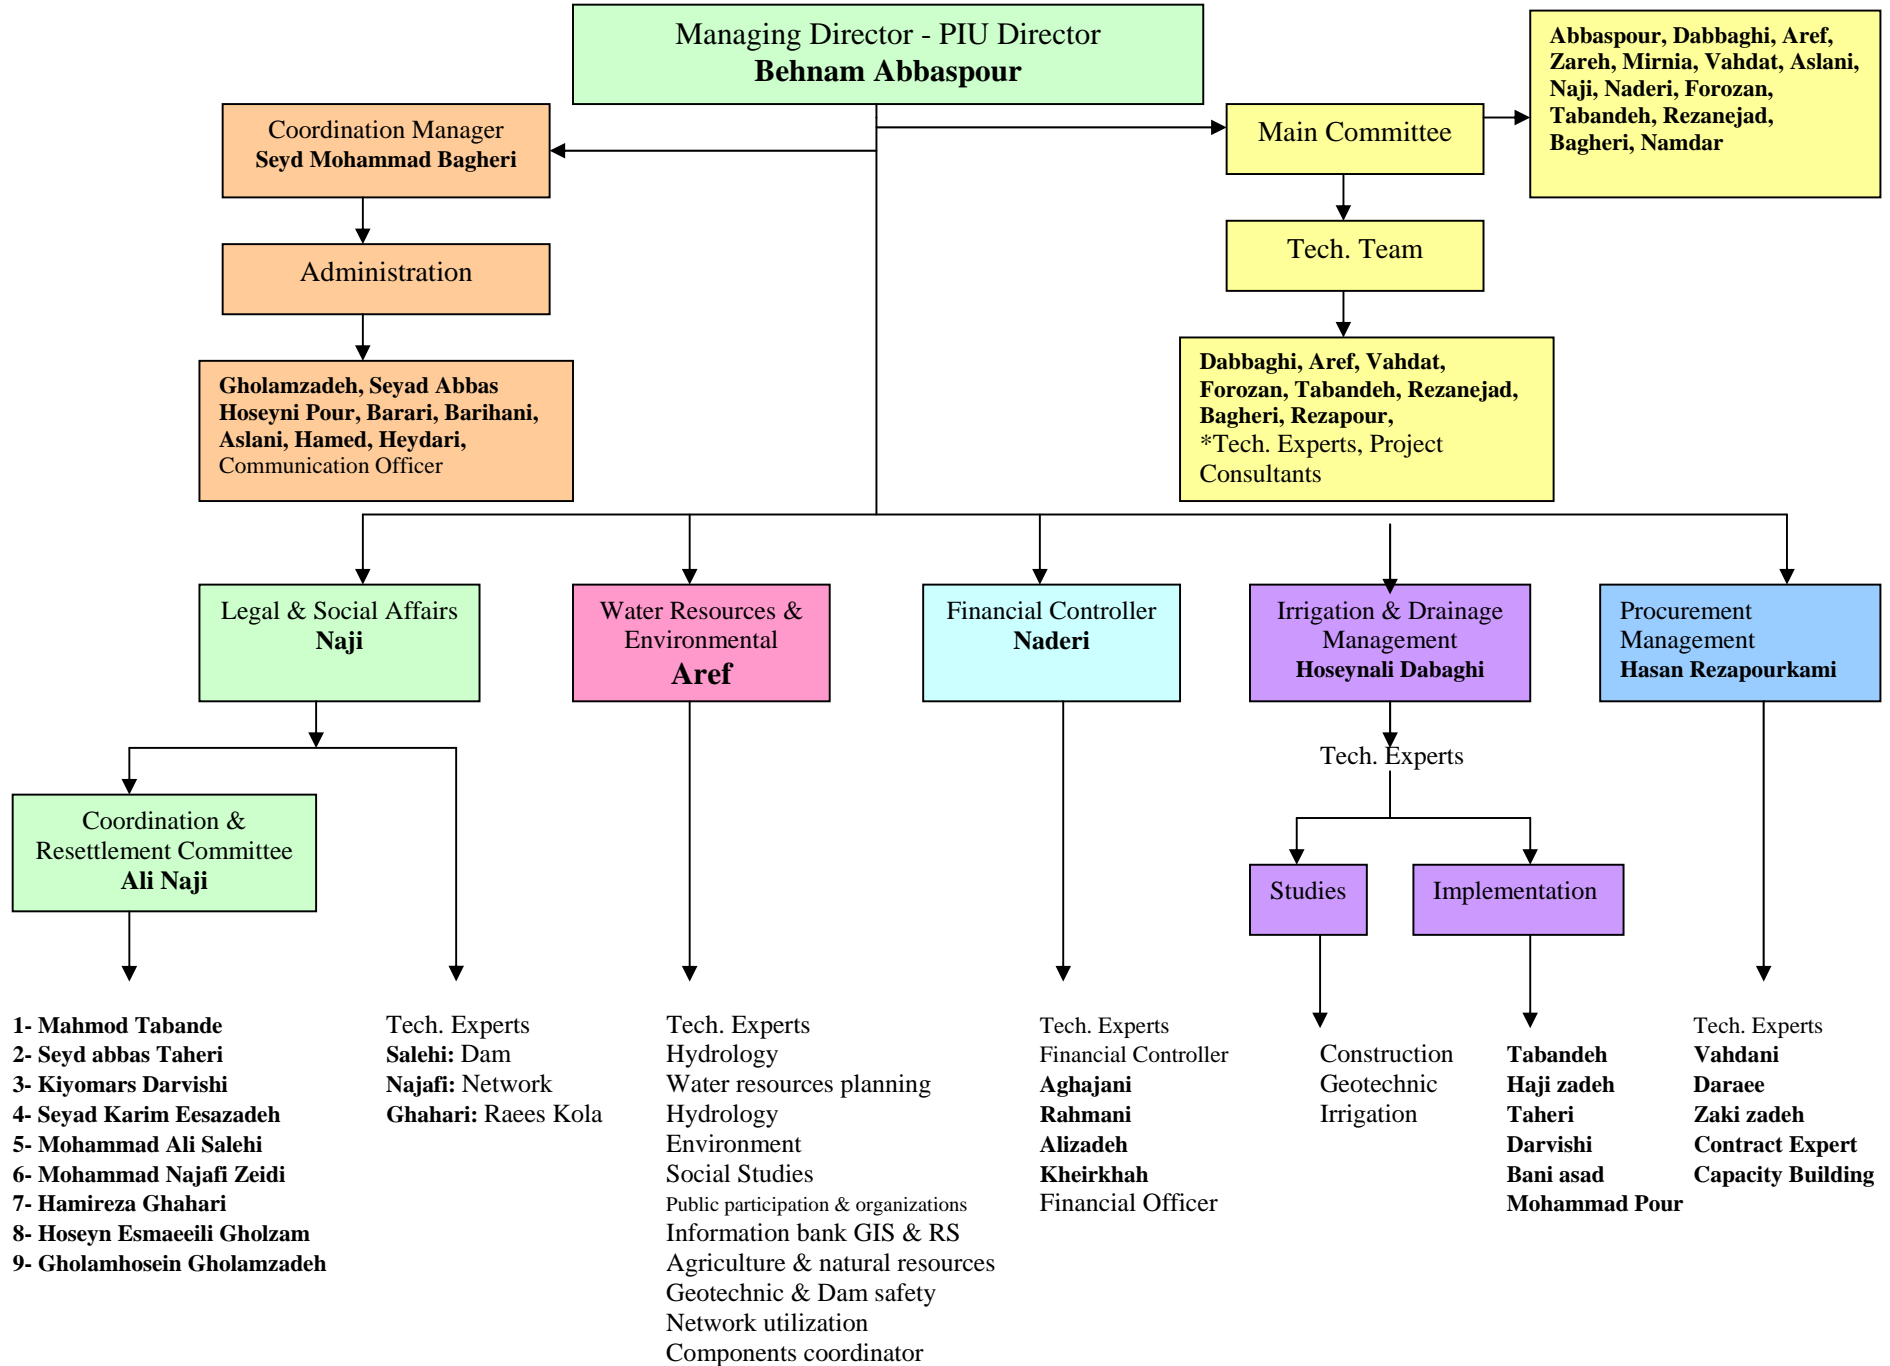 Managing Director - PIU Director
Behnam Abbaspour
Abbaspour, Dabbaghi, Aref,
Zareh, Mirnia, Vahdat, Aslani,
Naji, Naderi, Forozan,
Tabandeh, Rezanejad,
Bagheri, Namdar
Coordination Manager
Seyd Mohammad Bagheri
Main Committee
Administration
Tech. Team
Gholamzadeh, Seyad Abbas
Hoseyni Pour, Barari, Barihani,
Aslani, Hamed, Heydari,
Communication Officer
Dabbaghi, Aref, Vahdat,
Forozan, Tabandeh, Rezanejad,
Bagheri, Rezapour,
*Tech. Experts, Project
Consultants
Legal & Social Affairs
Naji
Water Resources &
Environmental
Aref
Financial Controller
Naderi
Irrigation & Drainage
Management
Hoseynali Dabaghi
Procurement
Management
Hasan Rezapourkami
Tech. Experts
Coordination &
Resettlement Committee
Ali Naji
Studies
Implementation
1- Mahmod Tabande
2- Seyd abbas Taheri
3- Kiyomars Darvishi
4- Seyad Karim Eesazadeh
5- Mohammad Ali Salehi
6- Mohammad Najafi Zeidi
7- Hamireza Ghahari
8- Hoseyn Esmaeeili Gholzam
9- Gholamhosein Gholamzadeh
Tech. Experts
Salehi: Dam
Najafi: Network
Ghahari: Raees Kola
Tech. Experts
Hydrology
Water resources planning
Hydrology
Environment
Social Studies
Public participation & organizations
Information bank GIS & RS
Agriculture & natural resources
Geotechnic & Dam safety
Network utilization
Components coordinator
Tech. Experts
Financial Controller
Aghajani
Rahmani
Alizadeh
Kheirkhah
Financial Officer
Construction
Geotechnic
Irrigation
Tabandeh
Haji zadeh
Taheri
Darvishi
Bani asad
Mohammad Pour
Tech. Experts
Vahdani
Daraee
Zaki zadeh
Contract Expert
Capacity Building